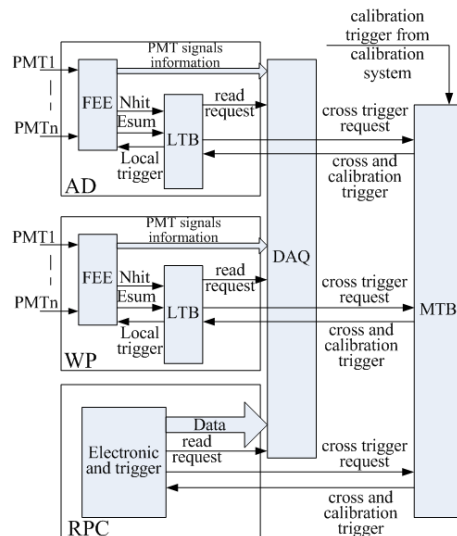 calibration
trigger from
calibration
system
PMT signals
information
PMT1
FEE
Nhit
Esum
PMTn
Local
trigger
LTB
read
request
AD
cross trigger
request
cross and
calibration
trigger
PMT signals
information
PMT1
FEE
Nhit
Esum
PMTn
Local
trigger
LTB
read
request
WP
DAQ
cross trigger
request
cross and
calibration
trigger
MTB
Data
Electronic
and trigger
read
request
RPC
cross trigger
request
cross and
calibration
trigger